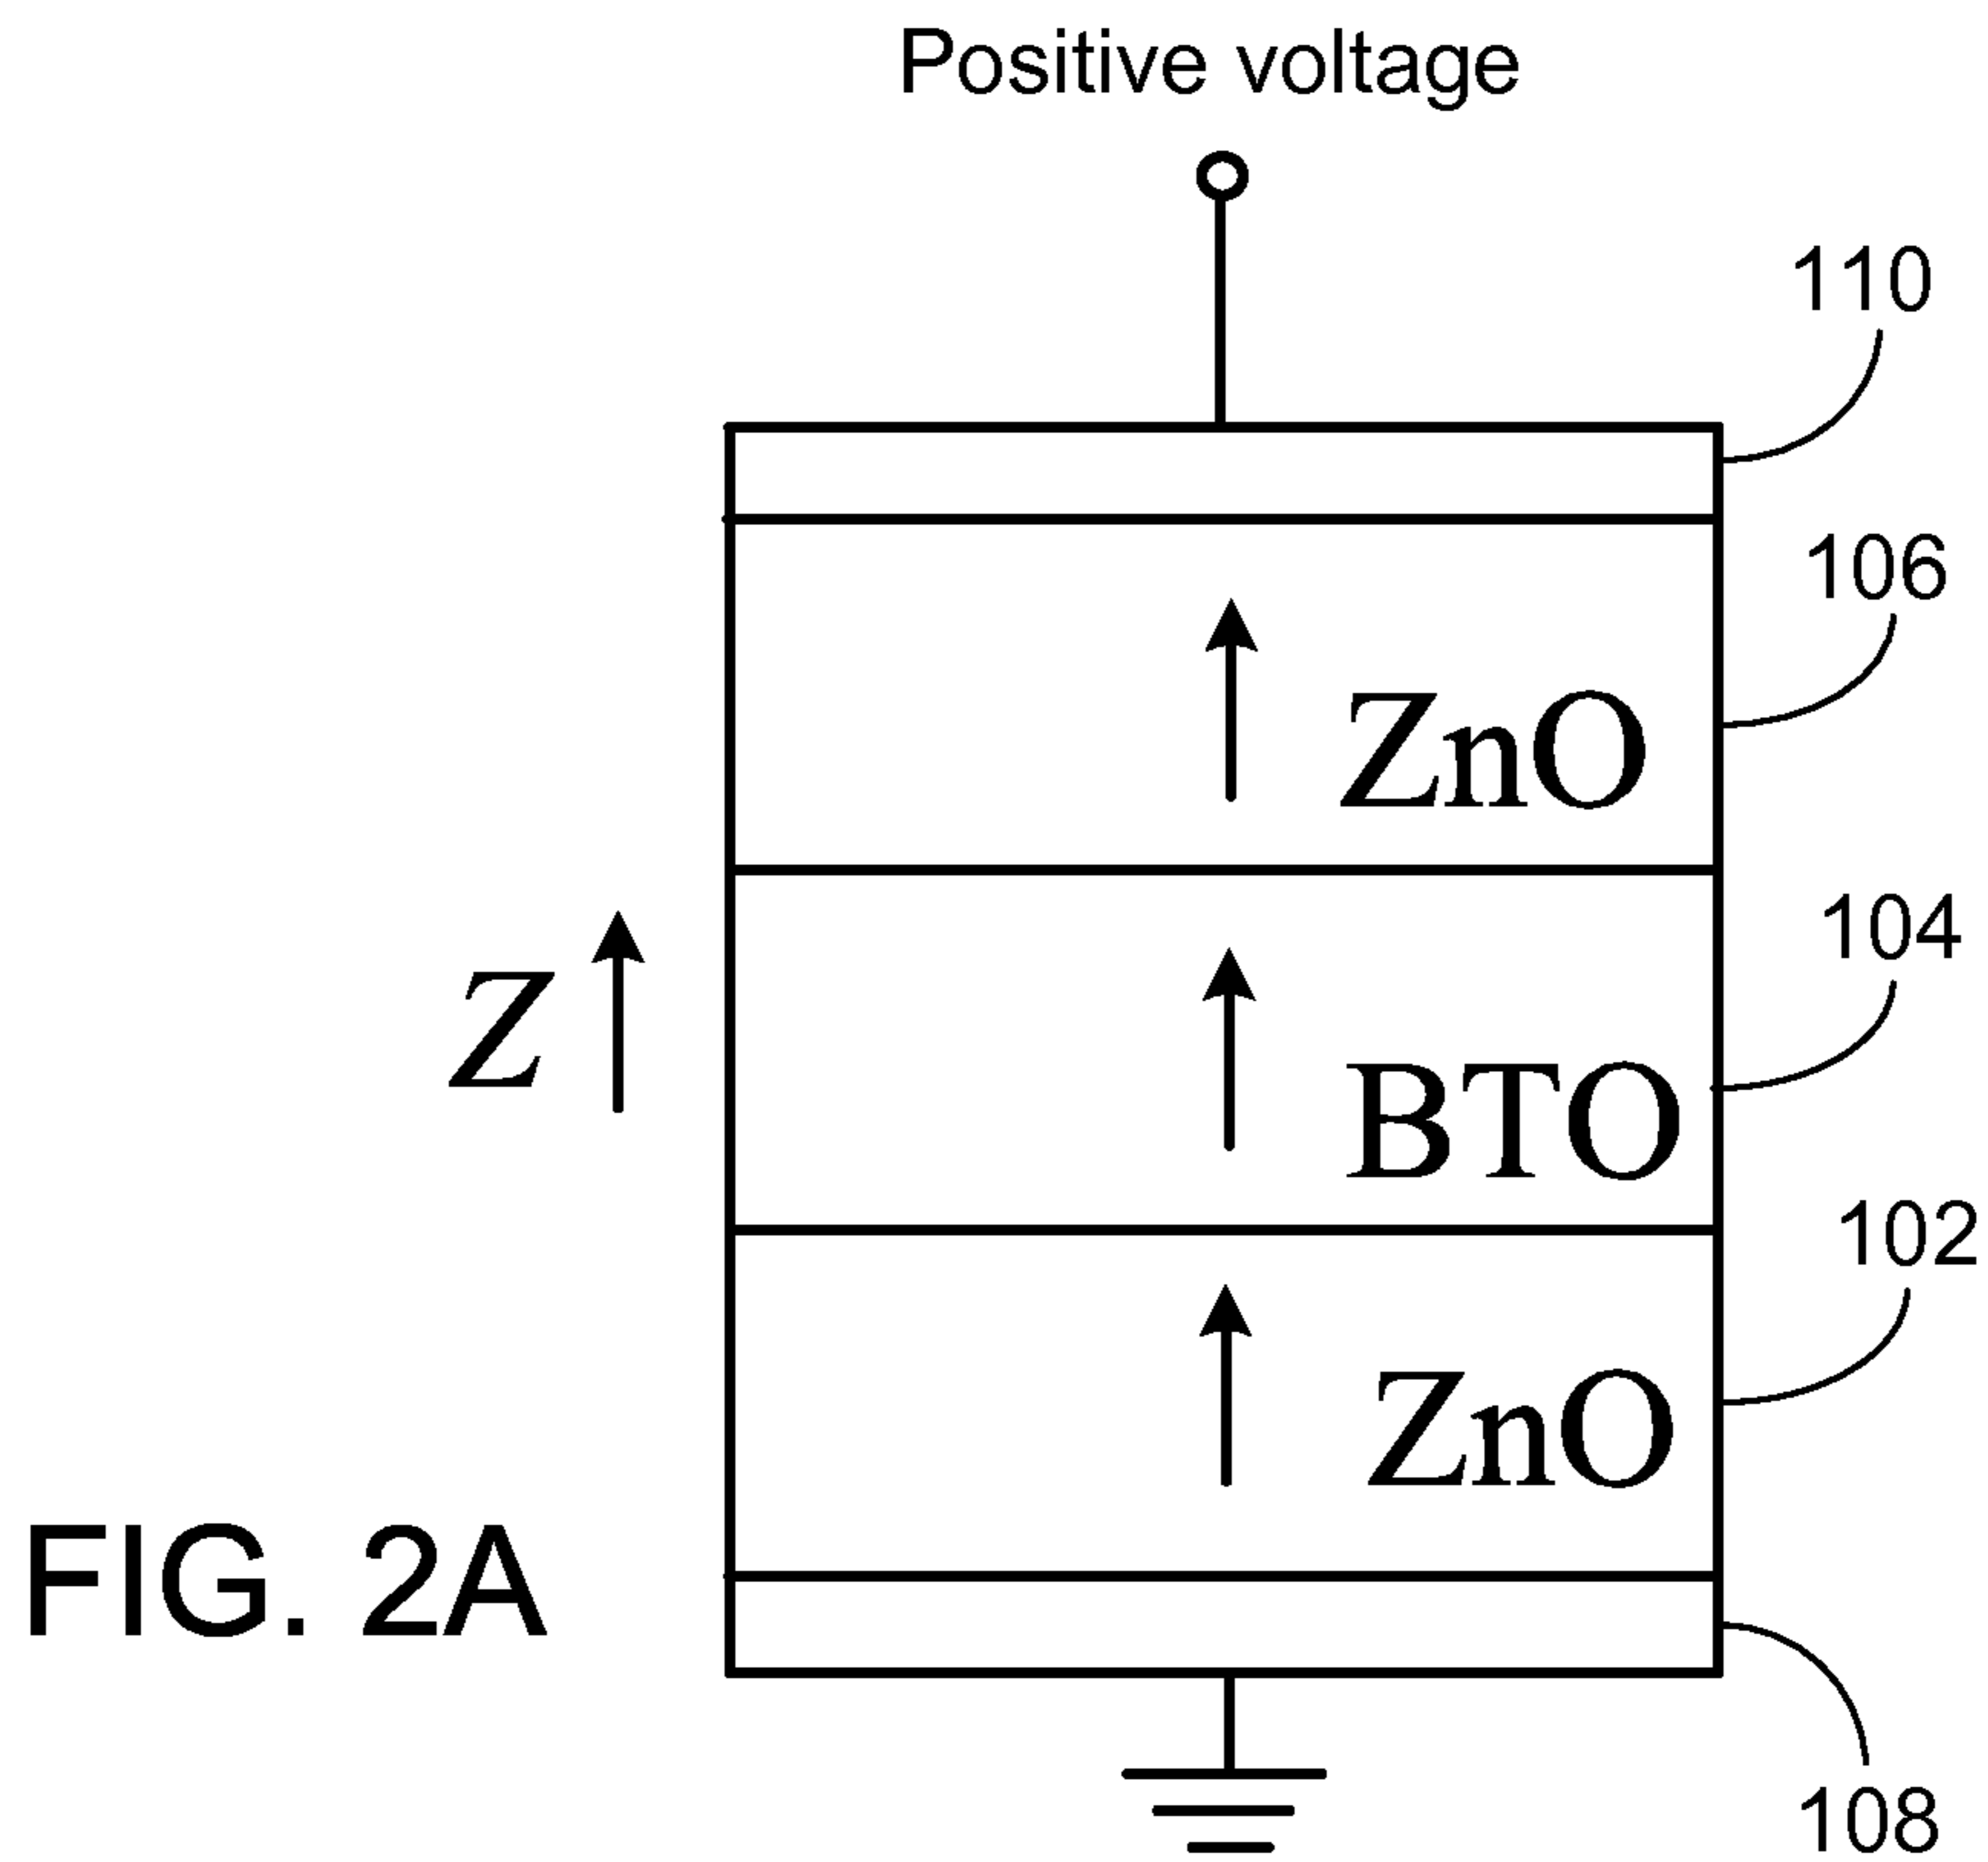 Positive voltage
110
106
ZnO
104
Z
BTO
102
ZnO
FIG. 2A
108